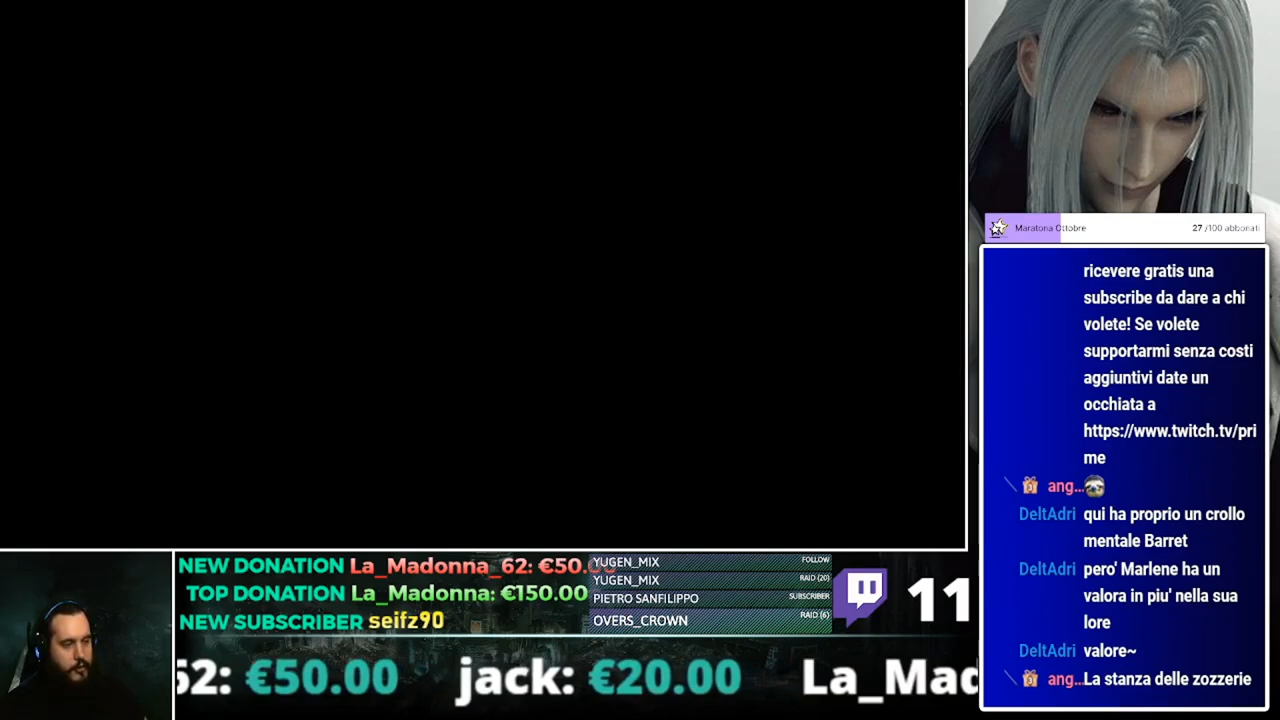 Maratona Ottobre 27 /100 abbonati
ricevere gratis una
subscribe da dare a chi
volete! Se volete
supportarmi senza costi
aggiuntivi date un
occhiata a
https://www.twitch.tv/pri
me
ang...
DeltAdri qui ha proprio un crollo
mentale Barret
DeltAdri pero' Marlene ha un
valora in piu' nella sua
lore
DeltAdri valore~
ang... La stanza delle zozzerie
NEW DONATION La_Madonna_62: €50.00
TOP DONATION La_Madonna: €150.00
NEW SUBSCRIBER seifz90
YUGEN_MIX FOLLOW
YUGEN_MIX RAID (20)
PIETRO SANFILIPPO SUBSCRIBER
OVERS_CROWN RAID (6)
11
62: €50.00 jack: €20.00 La_Mad